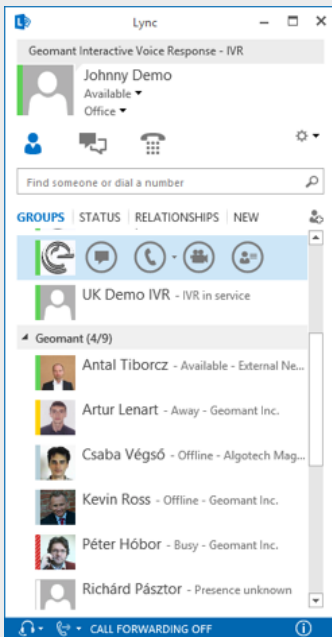 Lync
Geomant Interactive Voice Response - IVR
Johnny Demo
Available
Office
Find someone or dial a number
GROUPS STATUS RELATIONSHIPS NEW
UK Demo IVR - IVR in service
Geomant (4/9)
Antal Tiborcz - Available - External Ne...
Artur Lenart - Away - Geomant Inc.
Csaba Végső - Offline - Algotech Mag...
Kevin Ross - Offline - Geomant Inc.
Péter Hóbor - Busy - Geomant Inc.
Richárd Pásztor - Presence unknown
CALL FORWARDING OFF